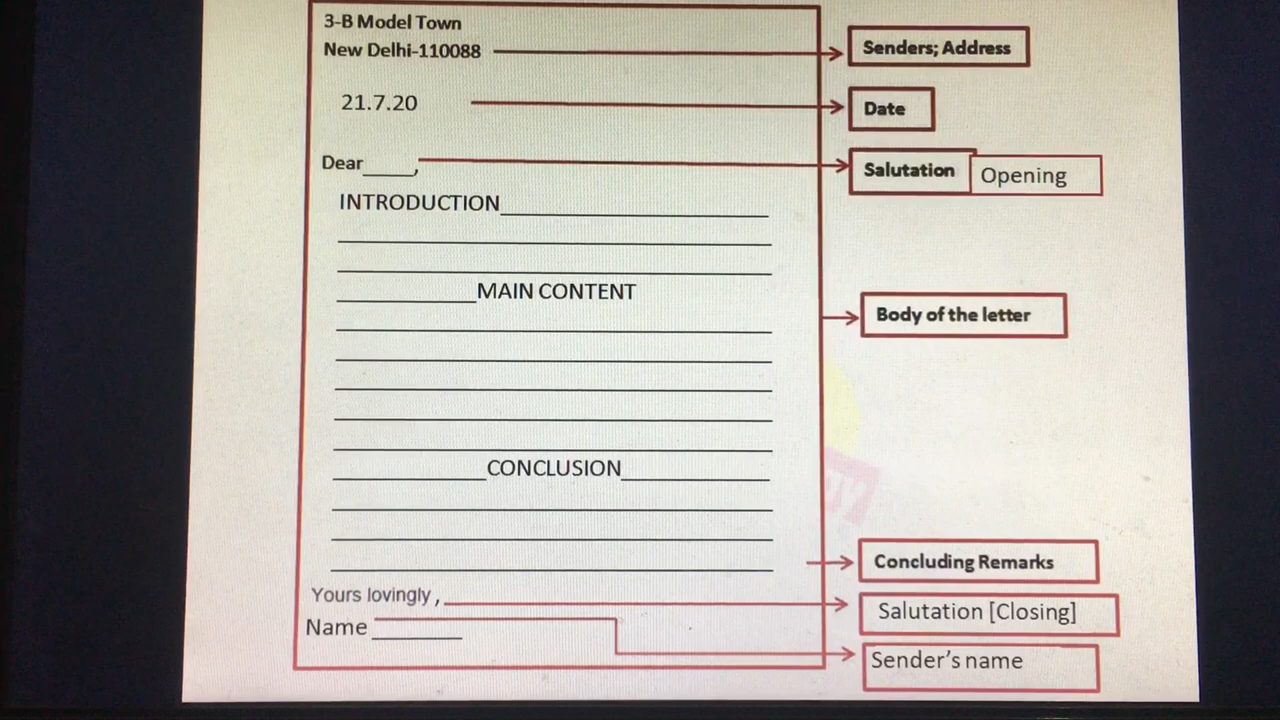 3-B Model Town
New Delhi-110088
Senders; Address
21.7.20
Date
Dear_____,
Salutation
Opening
INTRODUCTION
MAIN CONTENT
Body of the letter
CONCLUSION
Concluding Remarks
Yours lovingly,
Salutation [Closing]
Name
Sender's name